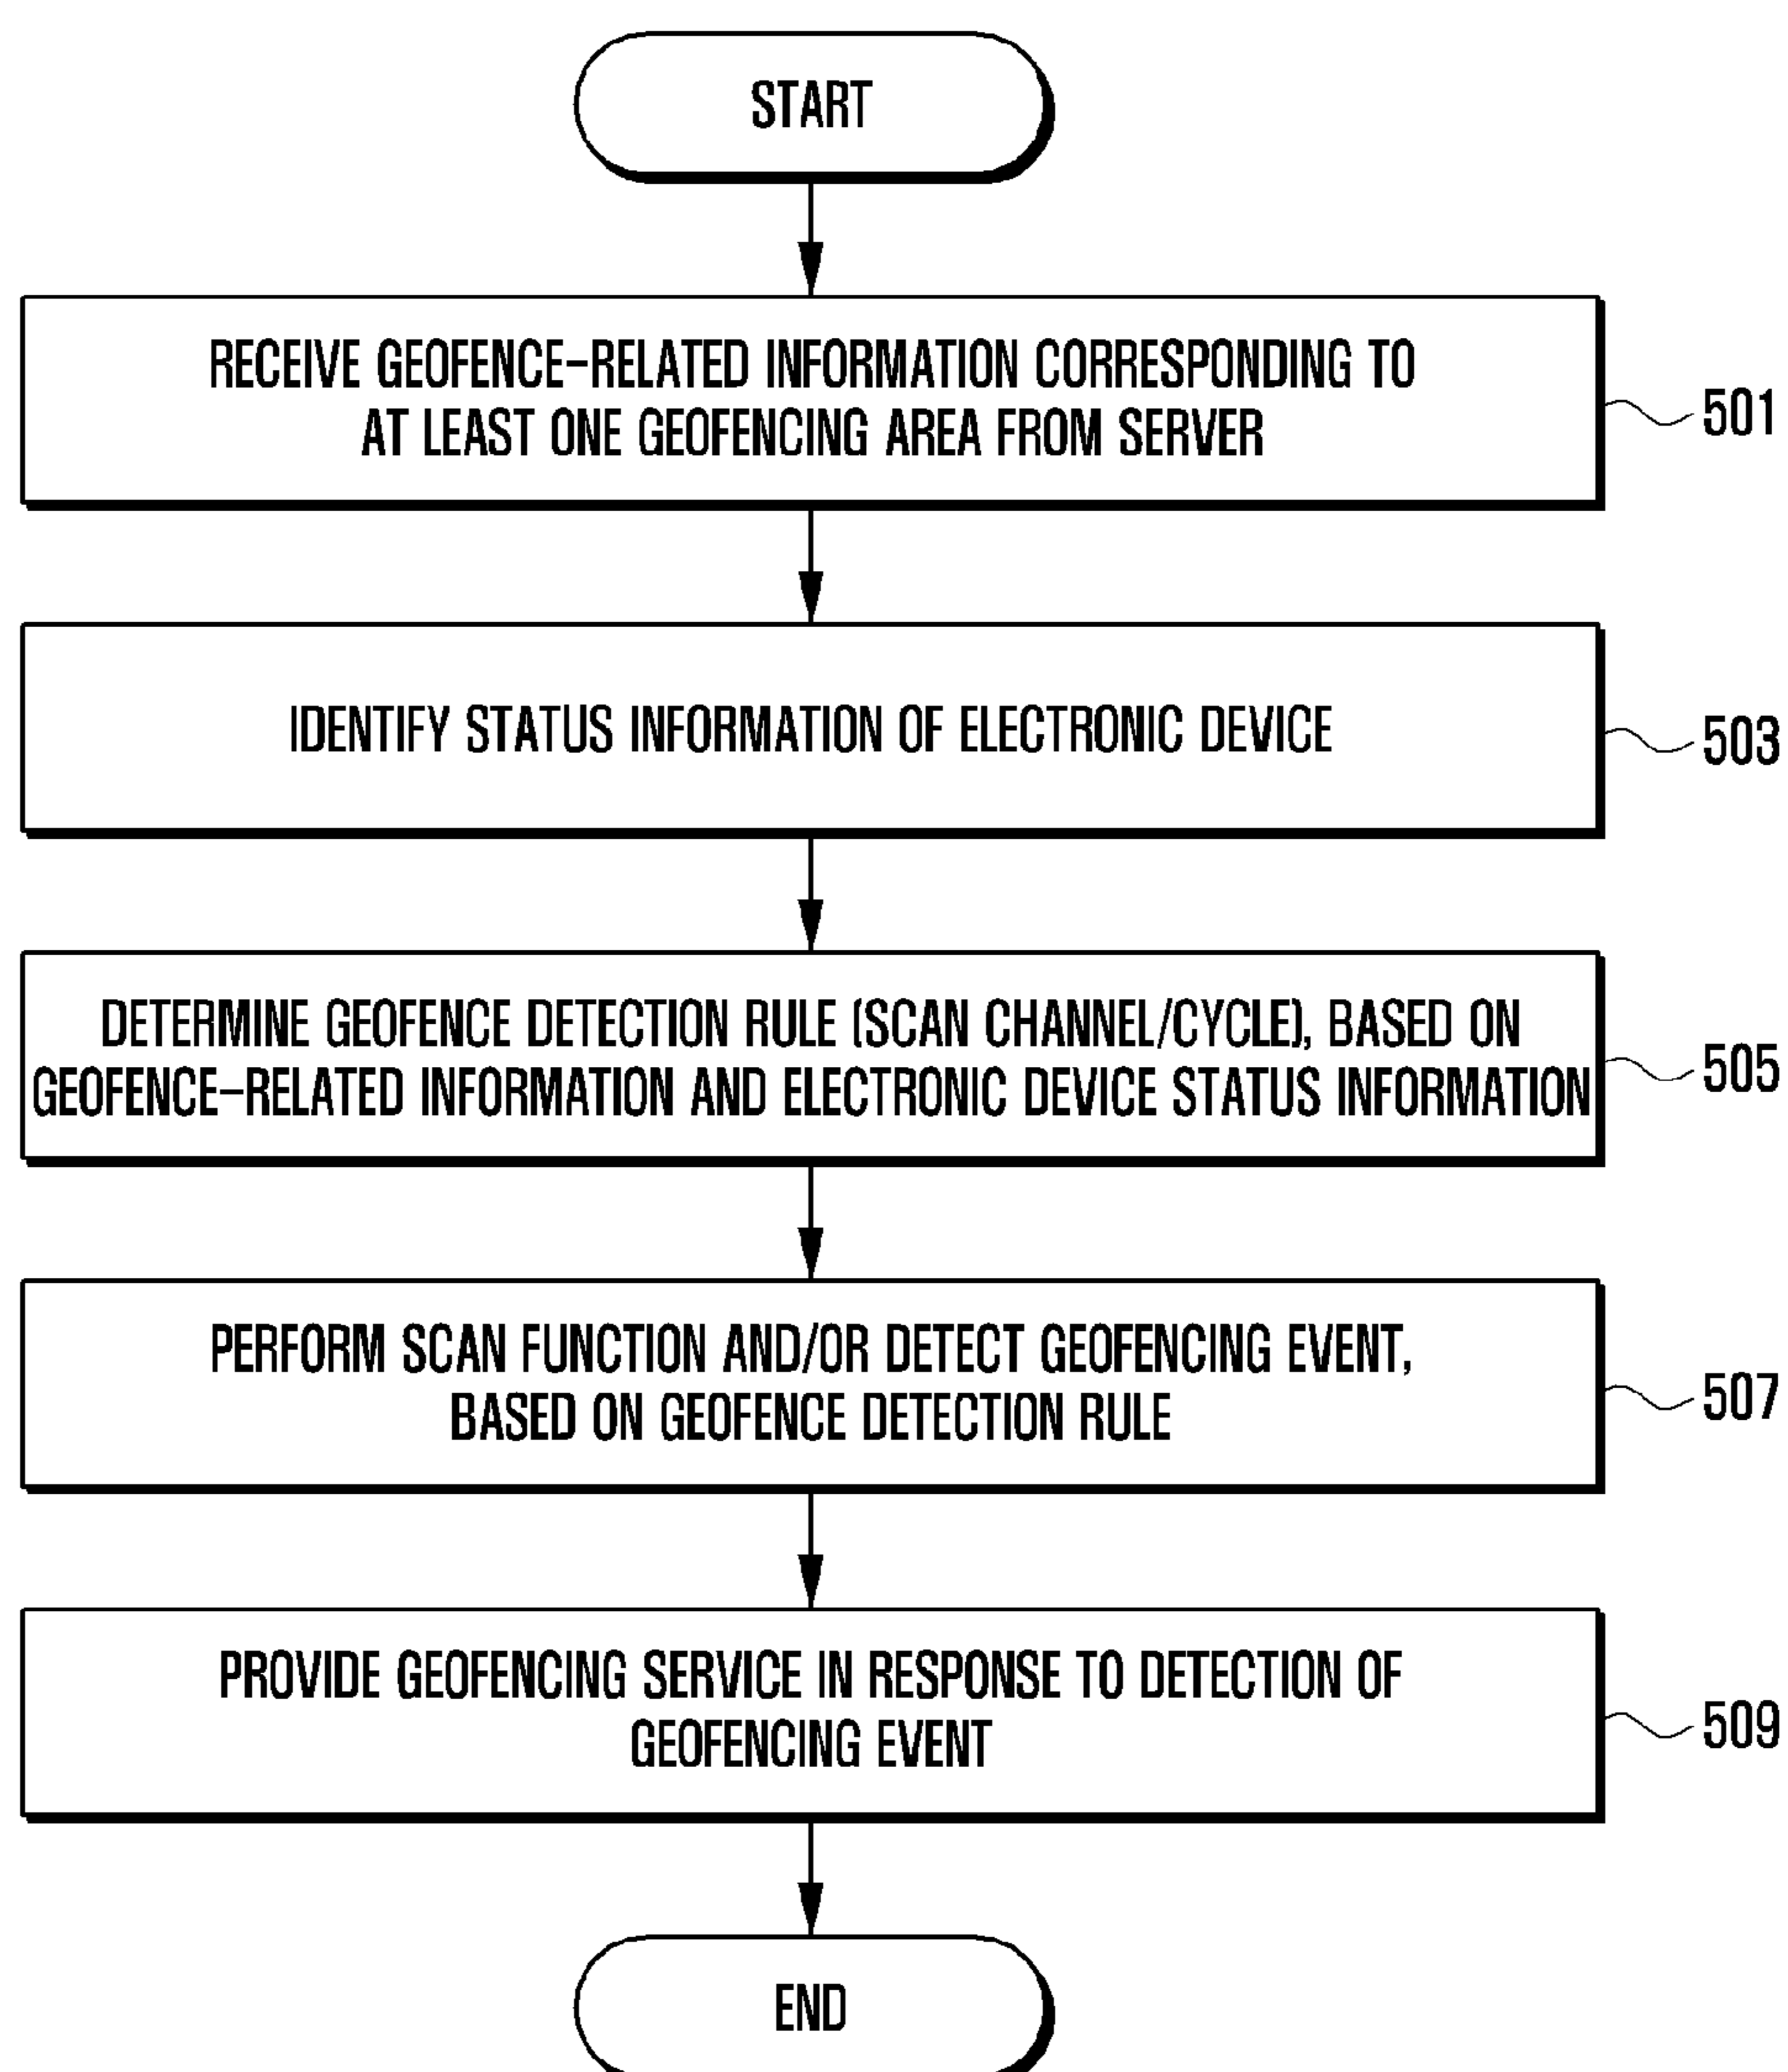 START
RECEIVE GEOFENCE-RELATED INFORMATION CORRESPONDING TO
AT LEAST ONE GEOFENCING AREA FROM SERVER
501
IDENTIFY STATUS INFORMATION OF ELECTRONIC DEVICE
503
DETERMINE GEOFENCE DETECTION RULE (SCAN CHANNEL/CYCLE), BASED ON
GEOFENCE-RELATED INFORMATION AND ELECTRONIC DEVICE STATUS INFORMATION
505
PERFORM SCAN FUNCTION AND/OR DETECT GEOFENCING EVENT,
BASED ON GEOFENCE DETECTION RULE
507
PROVIDE GEOFENCING SERVICE IN RESPONSE TO DETECTION OF
GEOFENCING EVENT
509
END